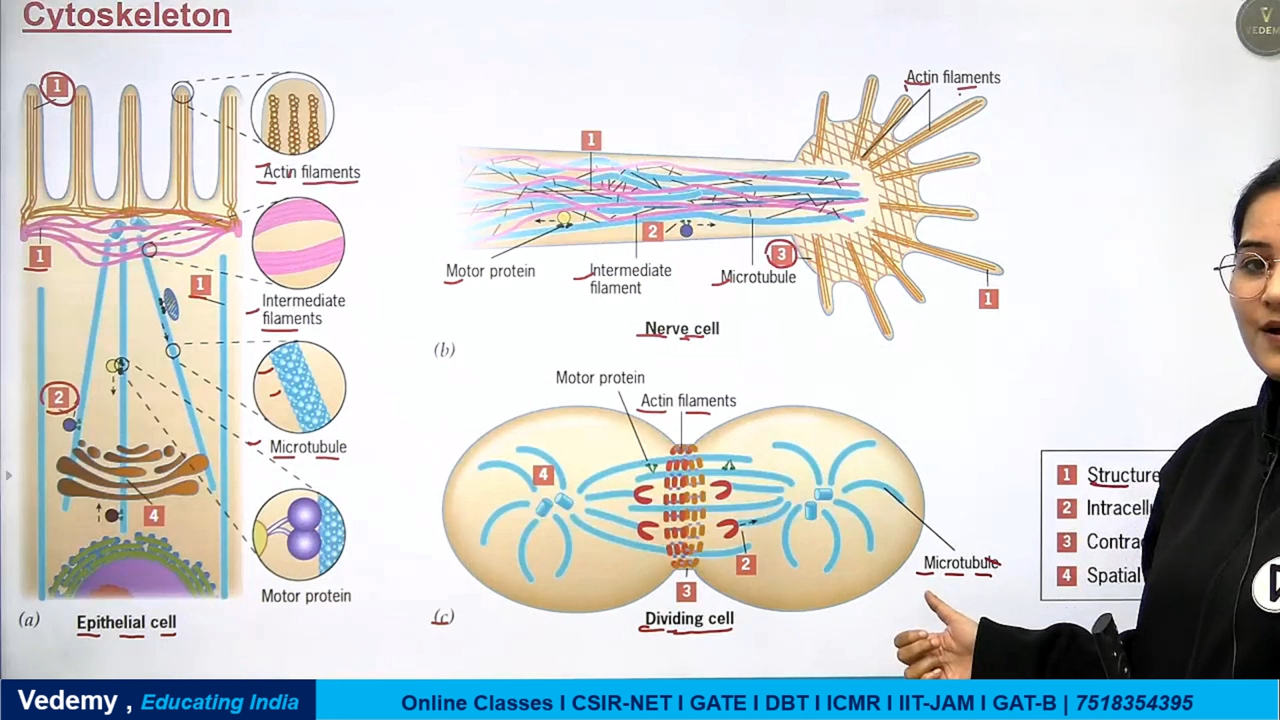 Cytoskeleton
V
VEDEM
1
Actin filaments
1
1
Intermediate
filaments
2
Microtubule
4
Motor protein
(a)
Epithelial cell
Actin filaments
1
2
3
1
Motor protein
Intermediate
filament
Microtubule
Nerve cell
(b)
Motor protein
Actin filaments
4
2
3
Microtubule
(c)
Dividing cell
1 Structure
2 Intracell
3 Contrac
4 Spatial
Vedemy , Educating India
Online Classes I CSIR-NET I GATE I DBT I ICMR I IIT-JAM I GAT-B | 7518354395